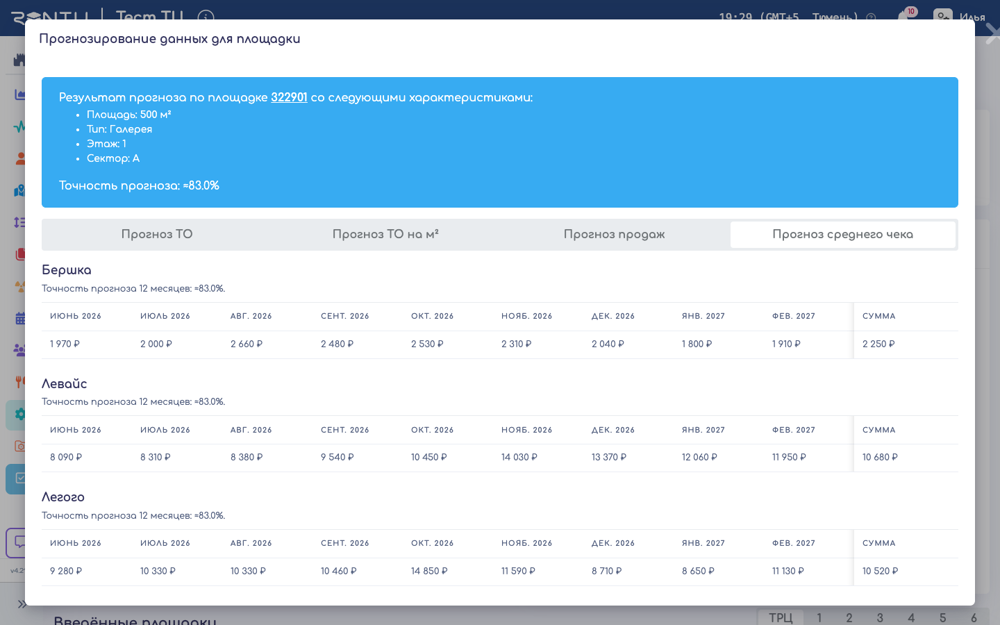 RENTU Тест ТЦ 19:29 (GMT+5, Тюмень) 10 Илья
Прогнозирование данных для площадки
Результат прогноза по площадке 322901 со следующими характеристиками:
• Площадь: 500 м²
• Тип: Галерея
• Этаж: 1
• Сектор: А
Точность прогноза: ≈83.0%
Прогноз ТО Прогноз ТО на м² Прогноз продаж Прогноз среднего чека
Бершка
Точность прогноза 12 месяцев: ≈83.0%.
ИЮНЬ 2026 ИЮЛЬ 2026 АВГ. 2026 СЕНТ. 2026 ОКТ. 2026 НОЯБ. 2026 ДЕК. 2026 ЯНВ. 2027 ФЕВ. 2027 СУММА
1 970 ₽ 2 000 ₽ 2 660 ₽ 2 480 ₽ 2 530 ₽ 2 310 ₽ 2 040 ₽ 1 800 ₽ 1 910 ₽ 2 250 ₽
Левайс
Точность прогноза 12 месяцев: ≈83.0%.
ИЮНЬ 2026 ИЮЛЬ 2026 АВГ. 2026 СЕНТ. 2026 ОКТ. 2026 НОЯБ. 2026 ДЕК. 2026 ЯНВ. 2027 ФЕВ. 2027 СУММА
8 090 ₽ 8 310 ₽ 8 380 ₽ 9 540 ₽ 10 450 ₽ 14 030 ₽ 13 370 ₽ 12 060 ₽ 11 950 ₽ 10 680 ₽
Легого
Точность прогноза 12 месяцев: ≈83.0%.
ИЮНЬ 2026 ИЮЛЬ 2026 АВГ. 2026 СЕНТ. 2026 ОКТ. 2026 НОЯБ. 2026 ДЕК. 2026 ЯНВ. 2027 ФЕВ. 2027 СУММА
9 280 ₽ 10 330 ₽ 10 330 ₽ 10 460 ₽ 14 850 ₽ 11 590 ₽ 8 710 ₽ 8 650 ₽ 11 130 ₽ 10 520 ₽
Введённые площадки ТРЦ 1 2 3 4 5 6